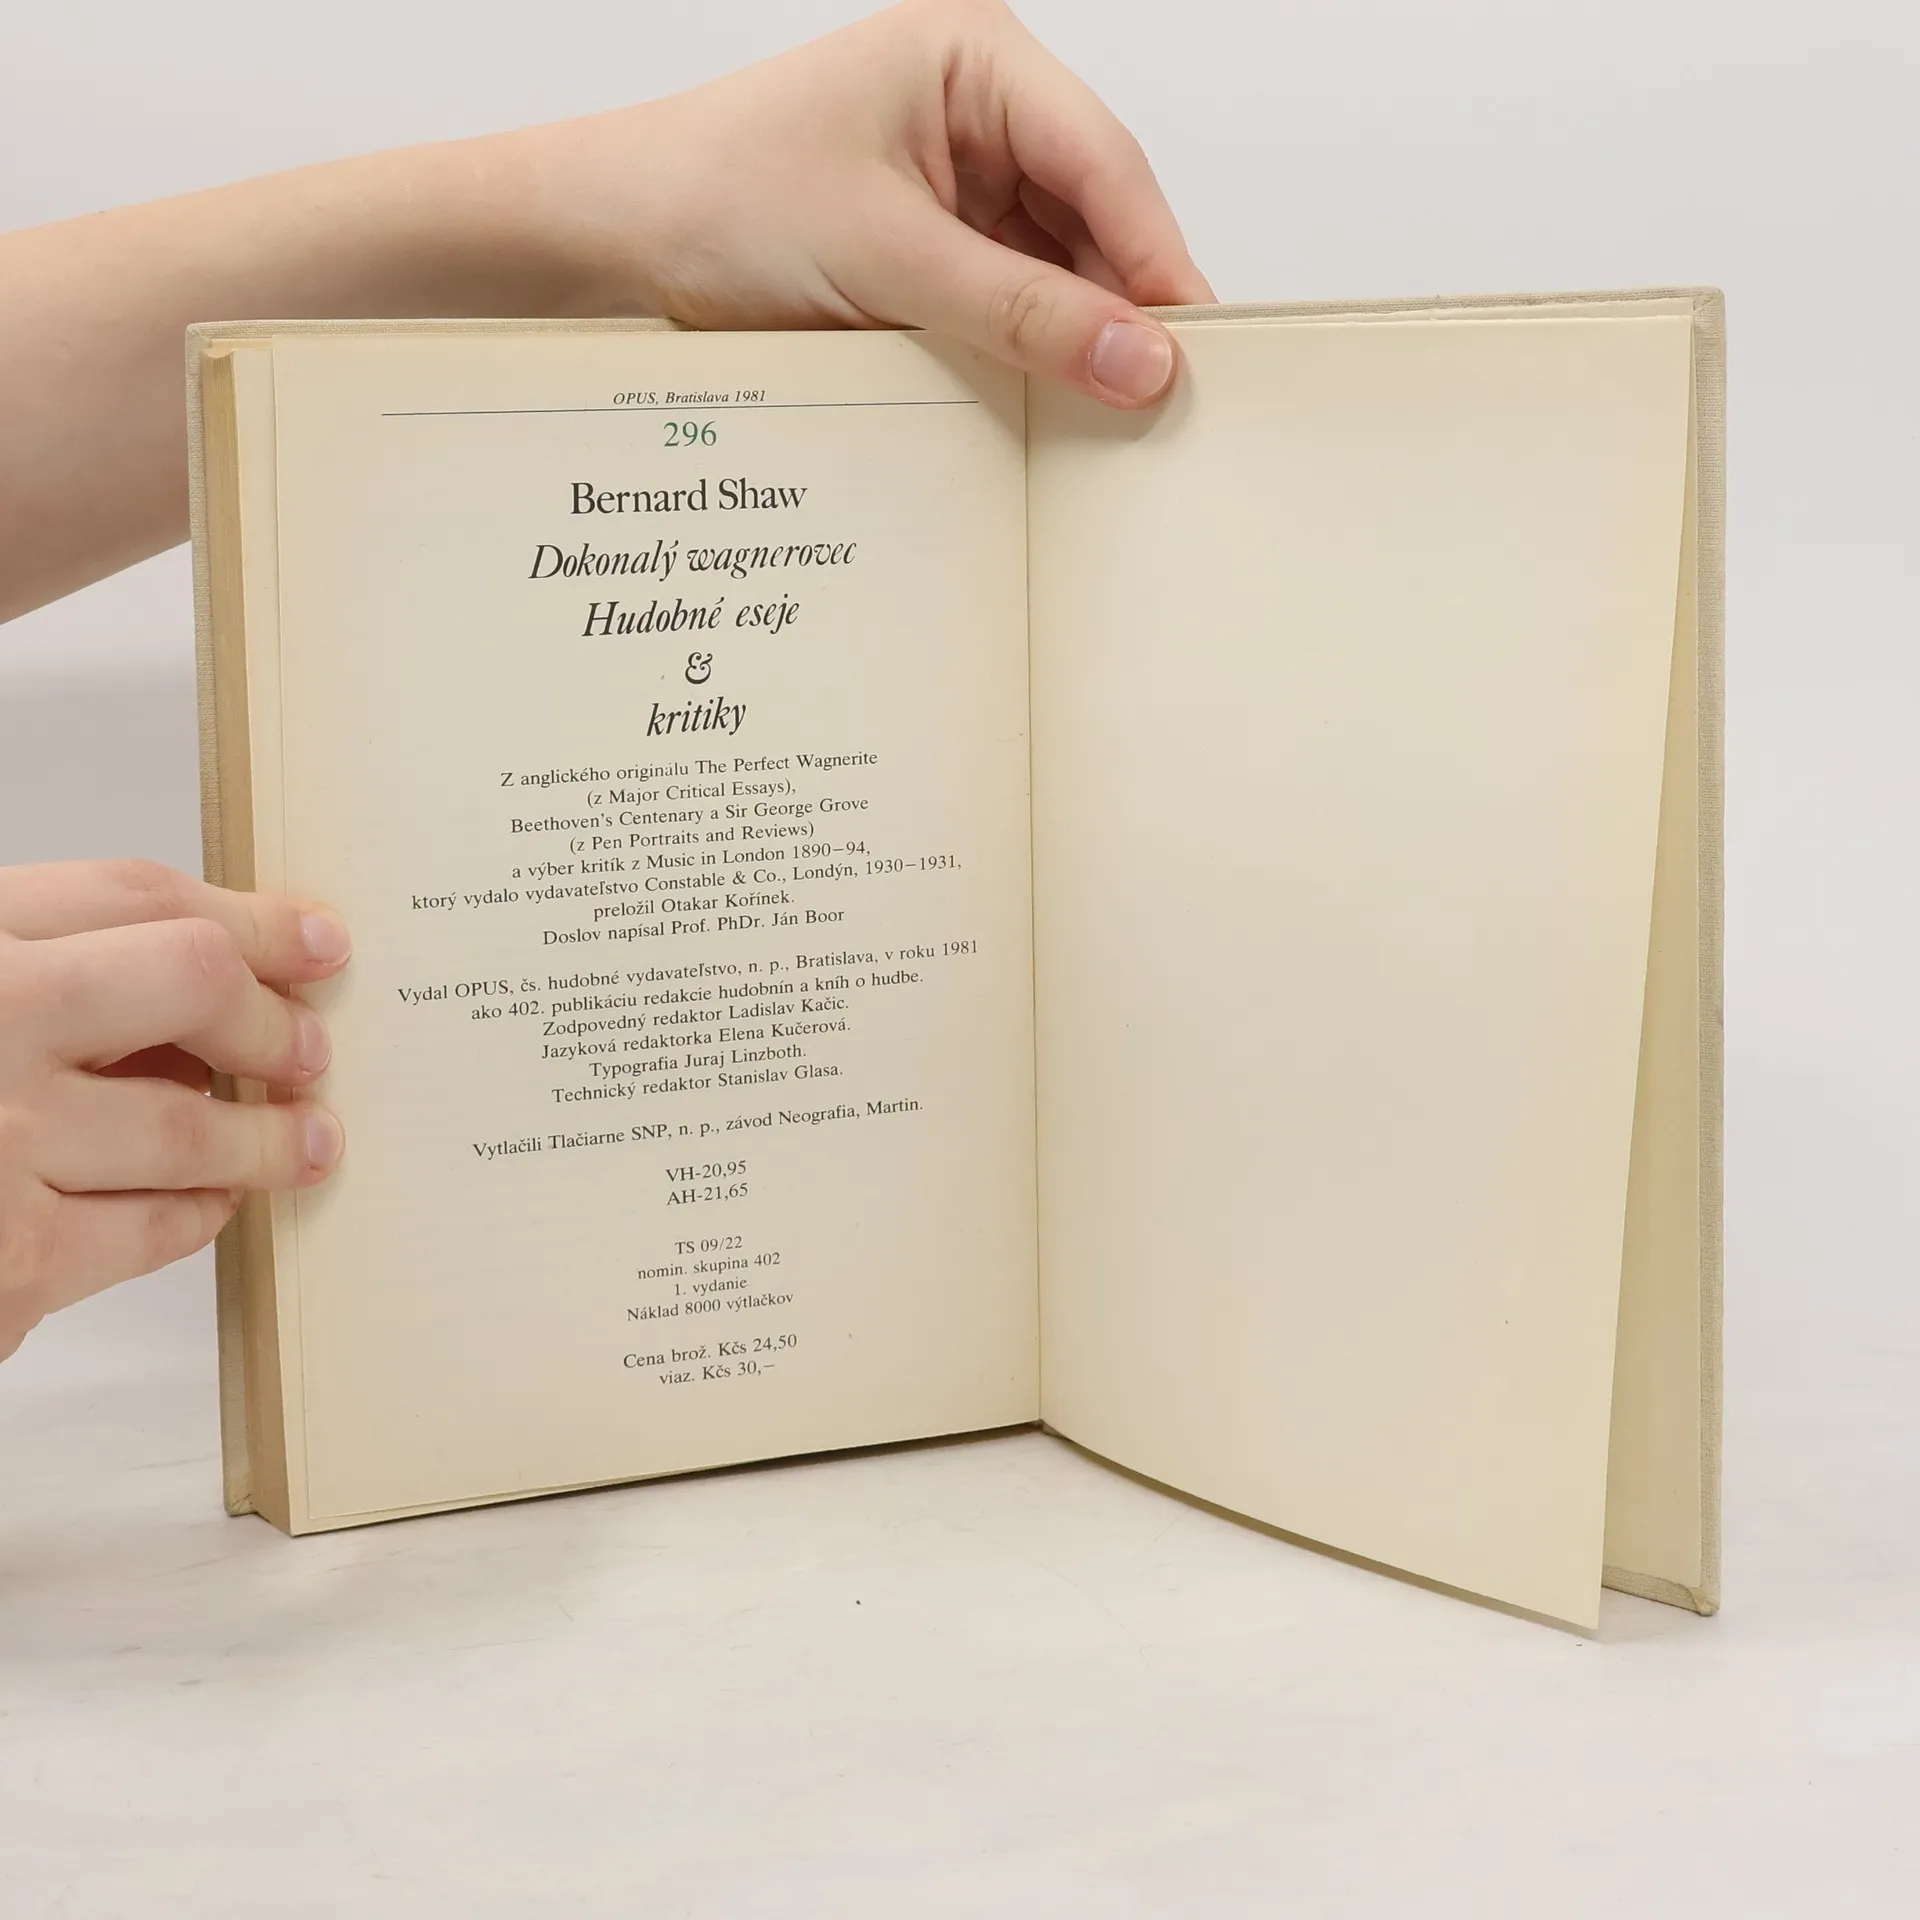 OPUS, Bratislava 1981
296
Bernard Shaw
Dokonalý wagnerovec
Hudobné eseje
&
kritiky
Z anglického originálu The Perfect Wagnerite
(z Major Critical Essays),
Beethoven's Centenary a Sir George Grove
(z Pen Portraits and Reviews)
a výber kritík z Music in London 1890–94,
ktorý vydalo vydavateľstvo Constable & Co., Londýn, 1930–1931,
preložil Otakar Kořínek.
Doslov napísal Prof. PhDr. Ján Boor
Vydal OPUS, čs. hudobné vydavateľstvo, n. p., Bratislava, v roku 1981
ako 402. publikáciu redakcie hudobnín a kníh o hudbe.
Zodpovedný redaktor Ladislav Kačic.
Jazyková redaktorka Elena Kučerová.
Typografia Juraj Linzboth.
Technický redaktor Stanislav Glasa.
Vytlačili Tlačiarne SNP, n. p., závod Neografia, Martin.
VH-20,95
AH-21,65
TS 09/22
nomin. skupina 402
1. vydanie
Náklad 8000 výtlačkov
Cena brož. Kčs 24,50
viaz. Kčs 30,–